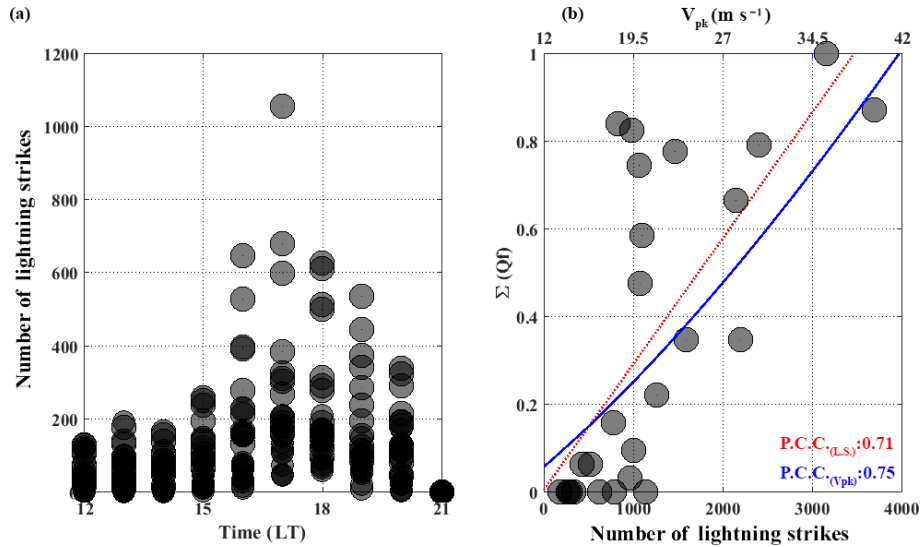 (a)
(b)
V_pk (m s⁻¹)
12 19.5 27 34.5 42
1200
1000
800
600
400
200
0
Number of lightning strikes
12 15 18 21
Time (LT)
1
0.8
0.6
0.4
0.2
0
Σ (Qf)
P.C.C.(L.S.):0.71
P.C.C.(Vpk):0.75
0 1000 2000 3000 4000
Number of lightning strikes